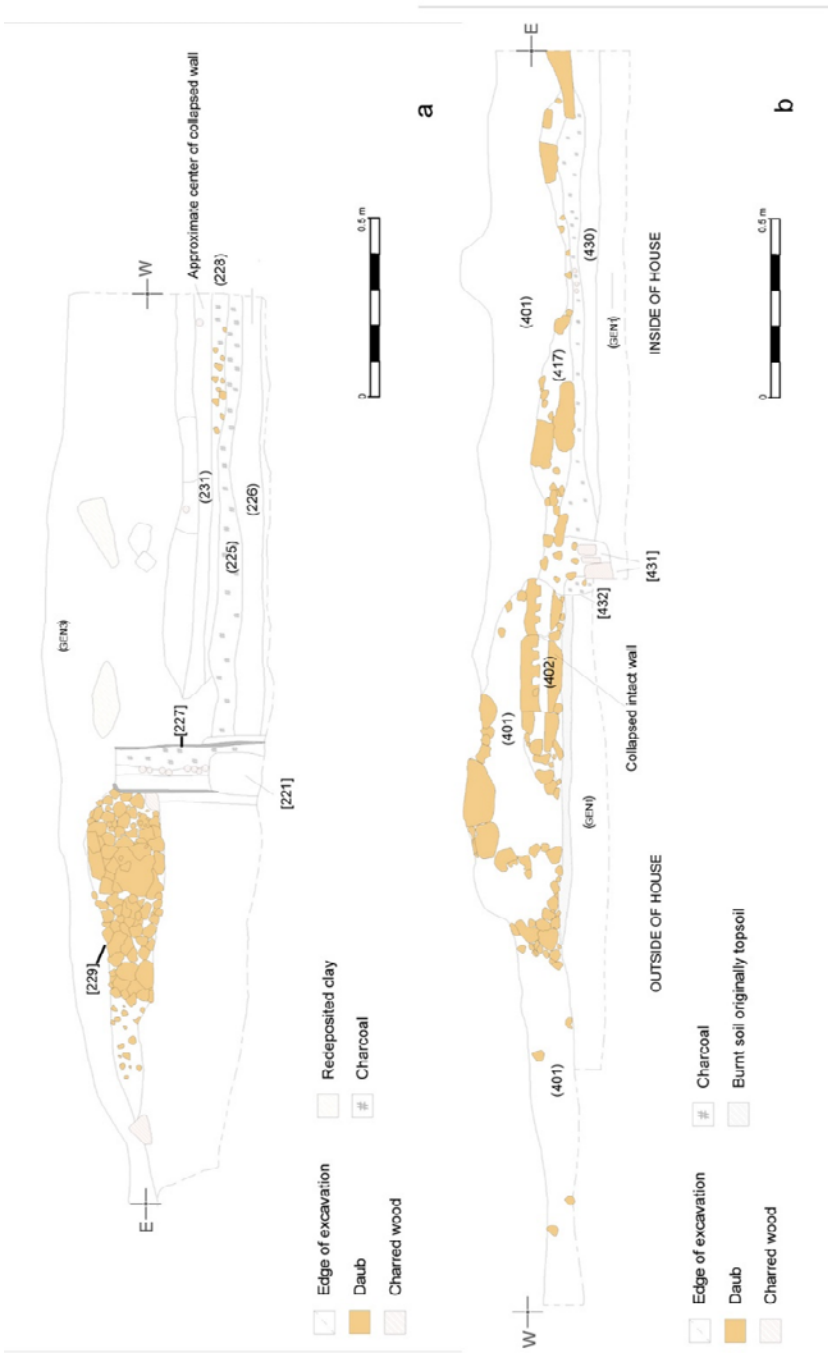 (GEN3)
E
W
[229]
[227]
[221]
(231)
(225)
(226)
Approximate center of collapsed wall
(228)
Edge of excavation
Daub
Charred wood
Redeposited clay
# Charcoal
0
0.5 m
a
W
E
(401)
(401)
(402)
Collapsed intact wall
(401)
[417]
(430)
[432]
[431]
(GEN1)
(GEN1)
OUTSIDE OF HOUSE
INSIDE OF HOUSE
Edge of excavation
Daub
Charred wood
# Charcoal
Burnt soil originally topsoil
0
0.5 m
b